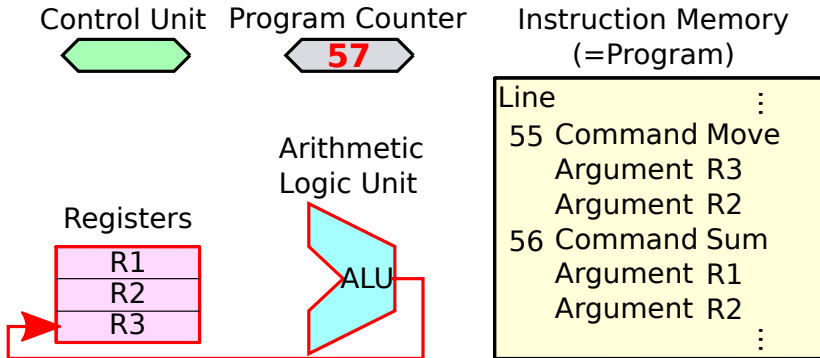 Control Unit
Program Counter
57
Instruction Memory
(=Program)
Line ⋮
55 Command Move
Argument R3
Argument R2
56 Command Sum
Argument R1
Argument R2
⋮
Arithmetic
Logic Unit
ALU
Registers
R1
R2
R3